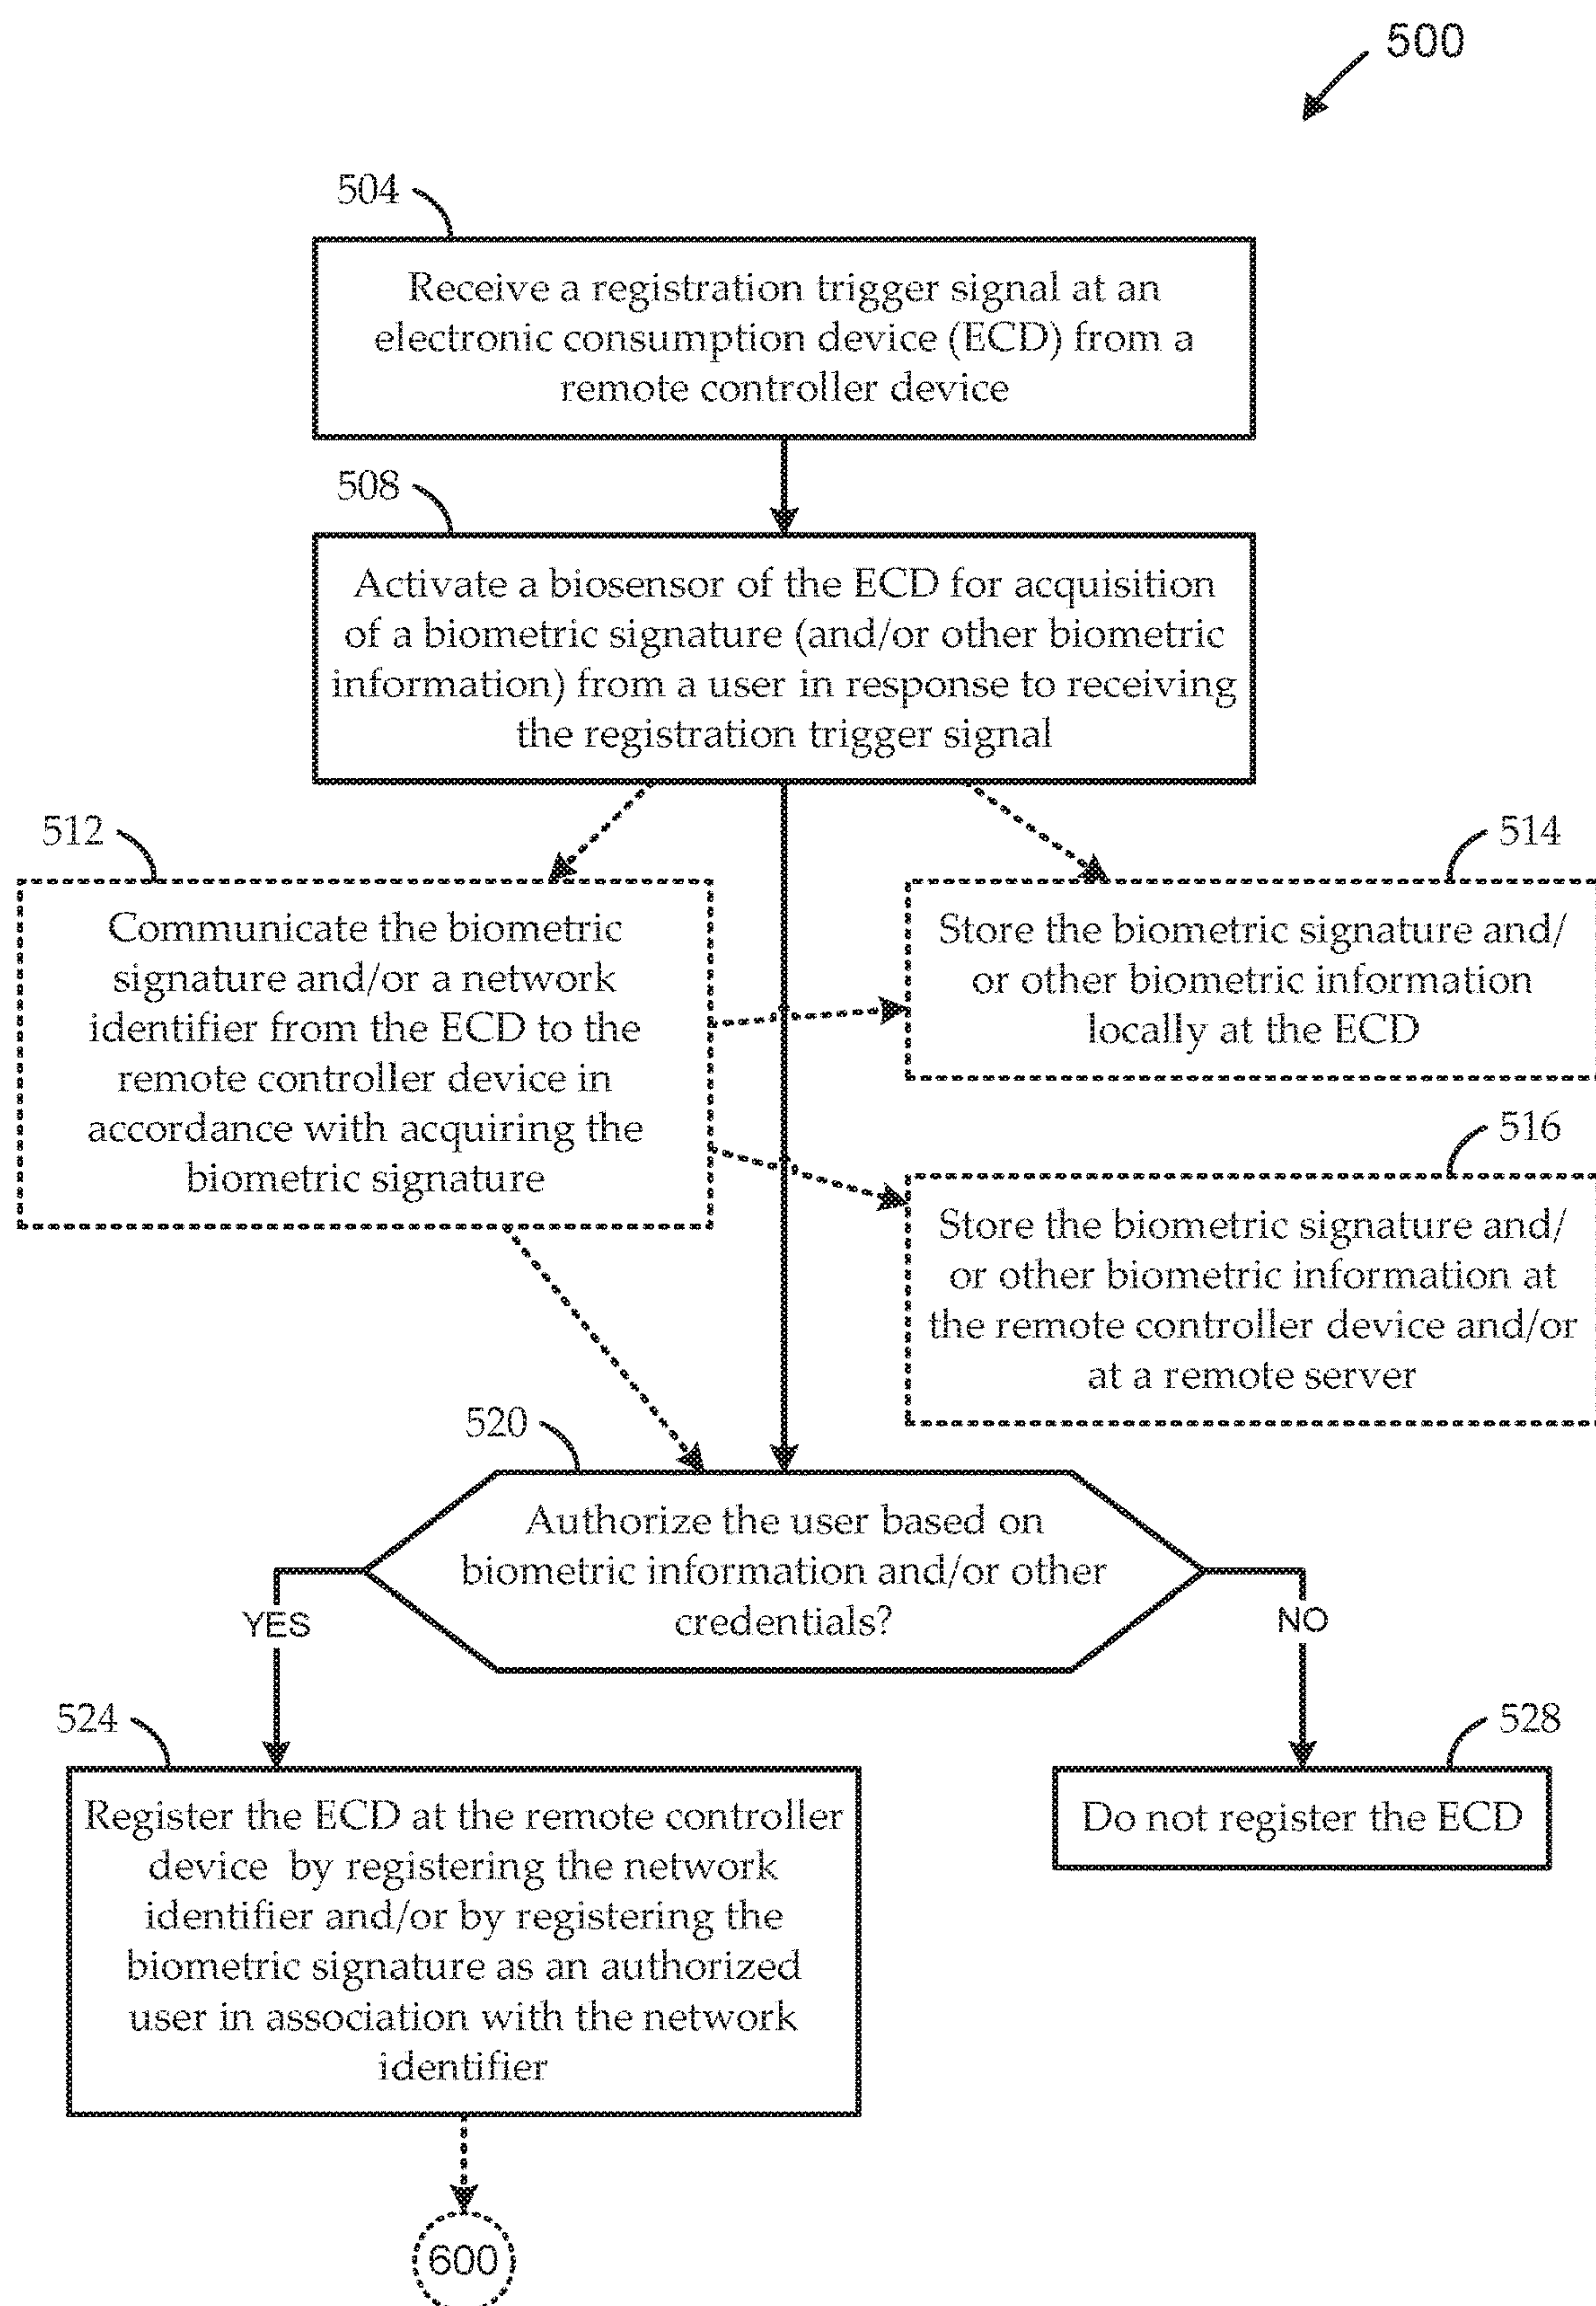 500
504
Receive a registration trigger signal at an
electronic consumption device (ECD) from a
remote controller device
508
Activate a biosensor of the ECD for acquisition
of a biometric signature (and/or other biometric
information) from a user in response to receiving
the registration trigger signal
512
Communicate the biometric
signature and/or a network
identifier from the ECD to the
remote controller device in
accordance with acquiring the
biometric signature
514
Store the biometric signature and/
or other biometric information
locally at the ECD
516
Store the biometric signature and/
or other biometric information at
the remote controller device and/or
at a remote server
520
Authorize the user based on
biometric information and/or other
credentials?
YES
NO
524
Register the ECD at the remote controller
device by registering the network
identifier and/or by registering the
biometric signature as an authorized
user in association with the network
identifier
528
Do not register the ECD
600